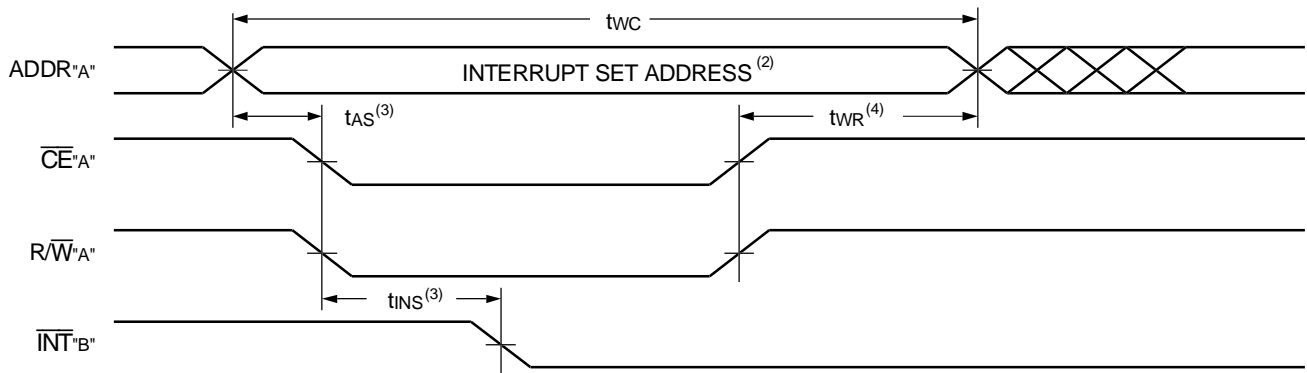 tWC
ADDR"A"
INTERRUPT SET ADDRESS (2)
tAS(3)
tWR(4)
CE"A"
R/W"A"
tINS(3)
INT"B"